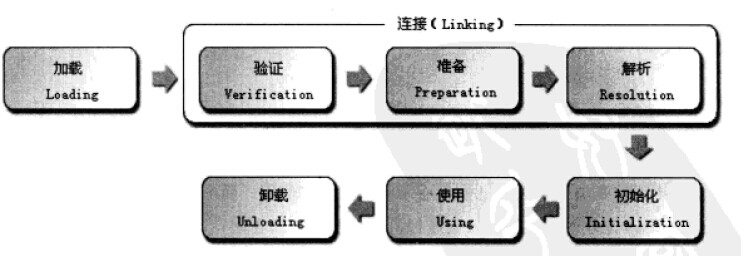 连接(Linking)
加载
Loading
验证
Verification
准备
Preparation
解析
Resolution
初始化
Initialization
使用
Using
卸载
Unloading